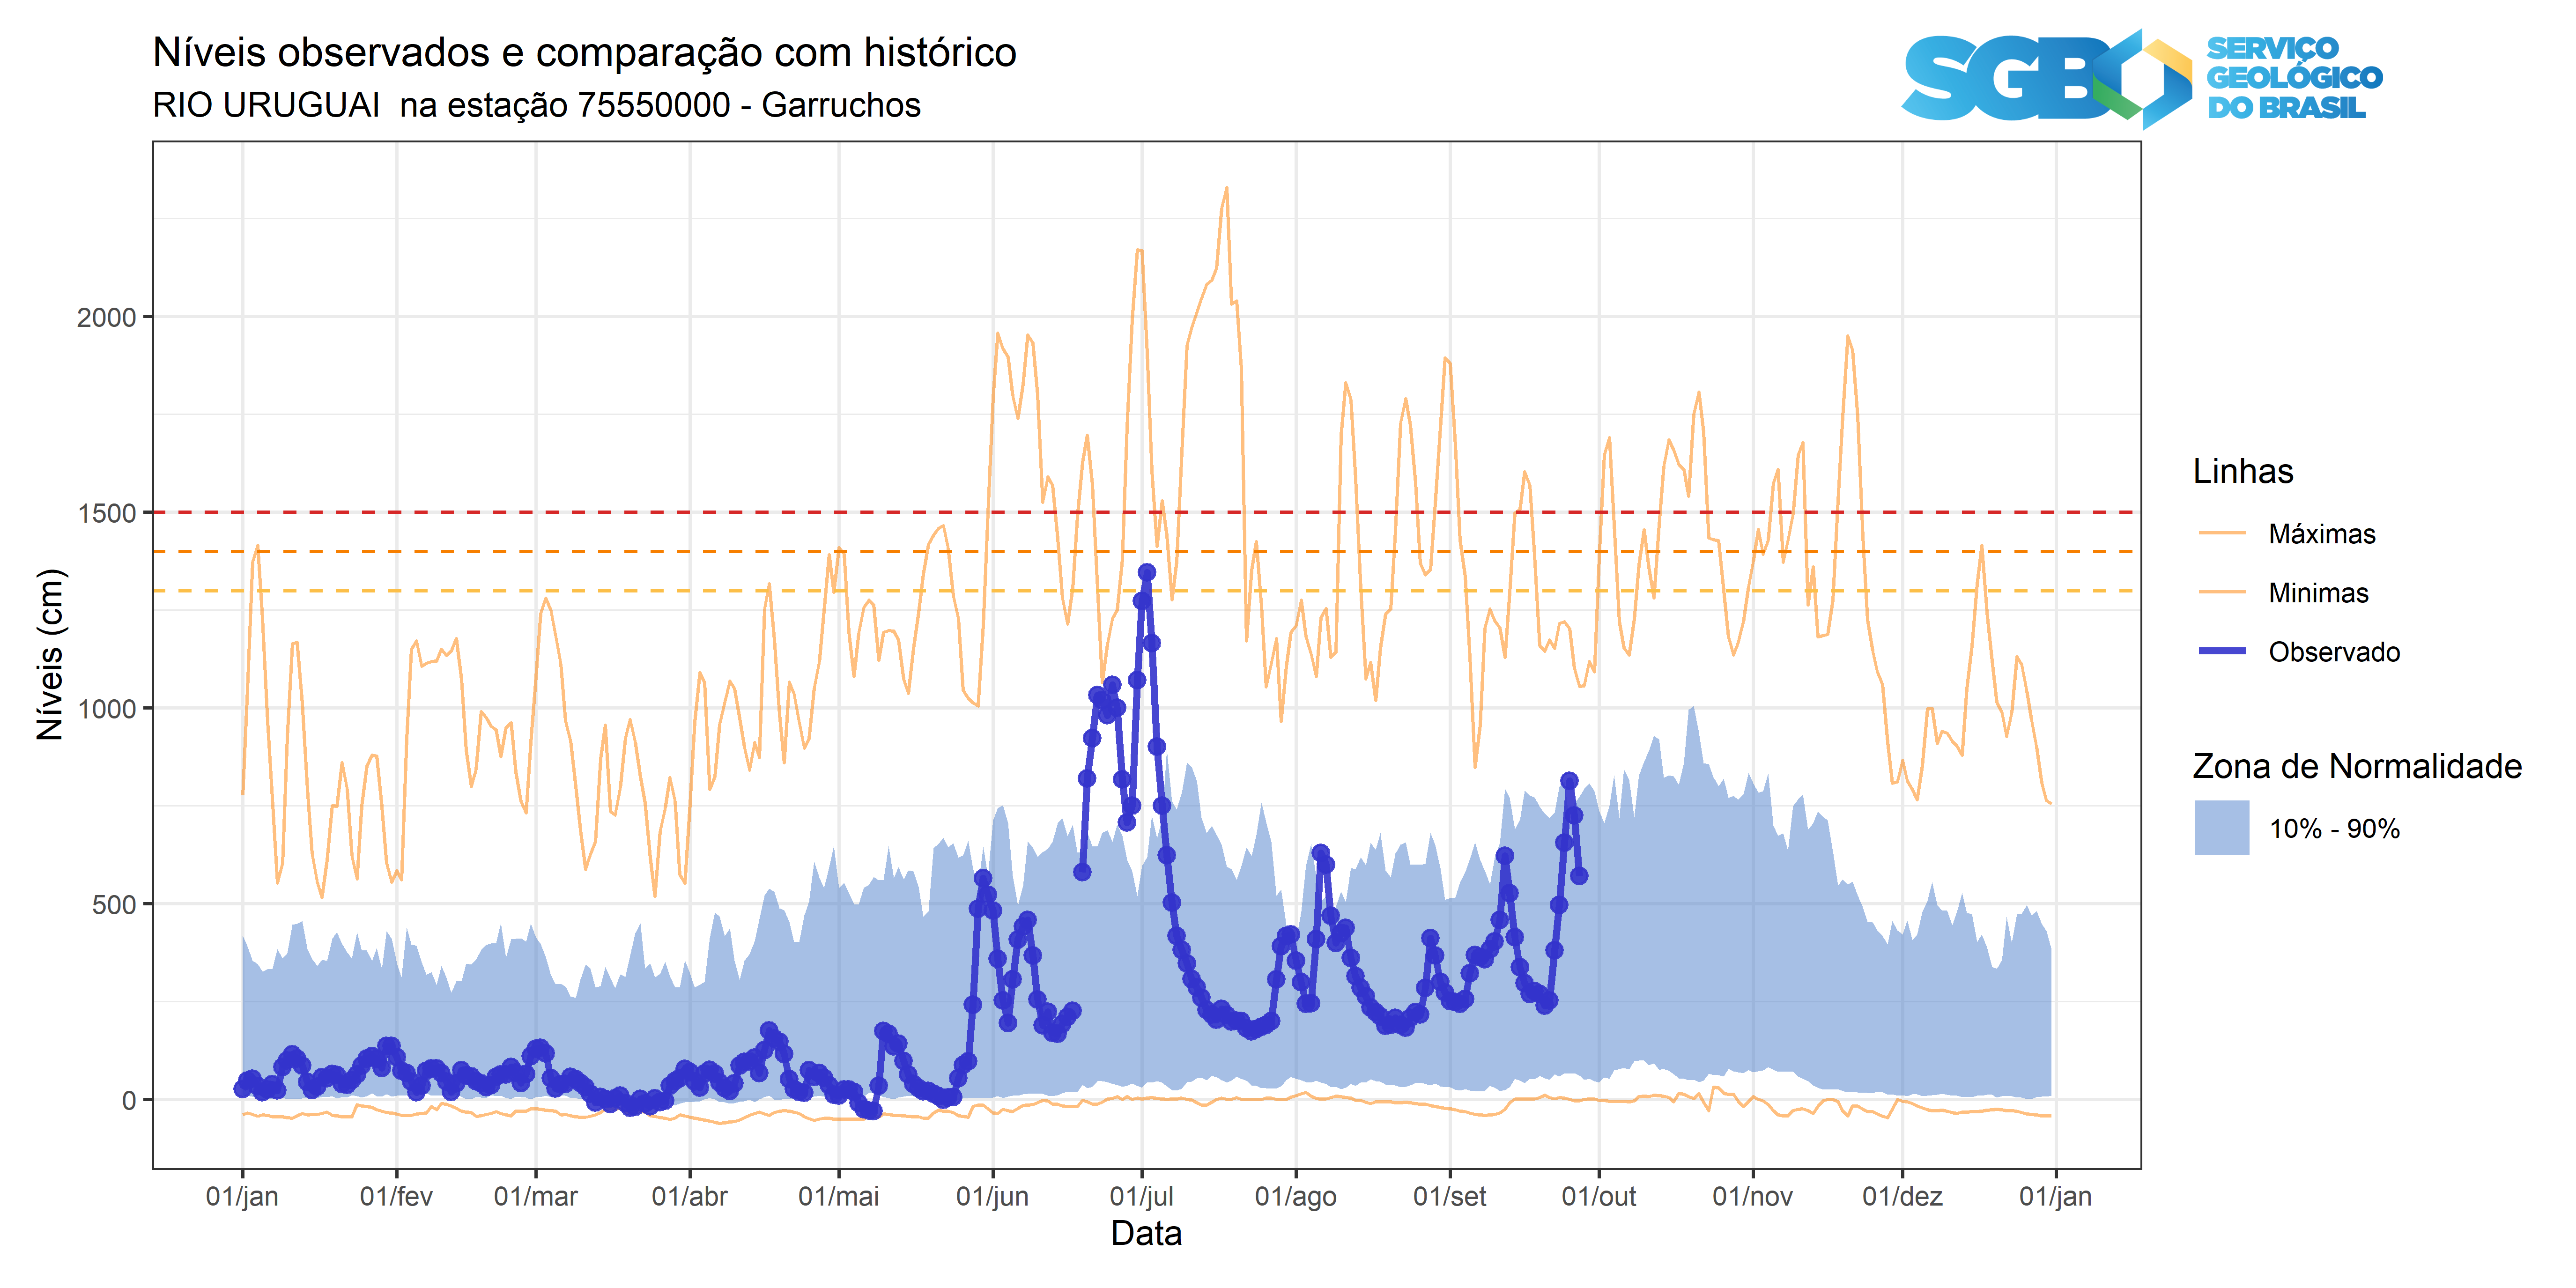 Níveis observados e comparação com histórico
RIO URUGUAI  na estação 75550000 - Garruchos
SGB
SERVIÇO
GEOLÓGICO
DO BRASIL
Níveis (cm)
2000
1500
1000
500
0
01/jan
01/fev
01/mar
01/abr
01/mai
01/jun
01/jul
01/ago
01/set
01/out
01/nov
01/dez
01/jan
Data
Linhas
Máximas
Minimas
Observado
Zona de Normalidade
10% - 90%